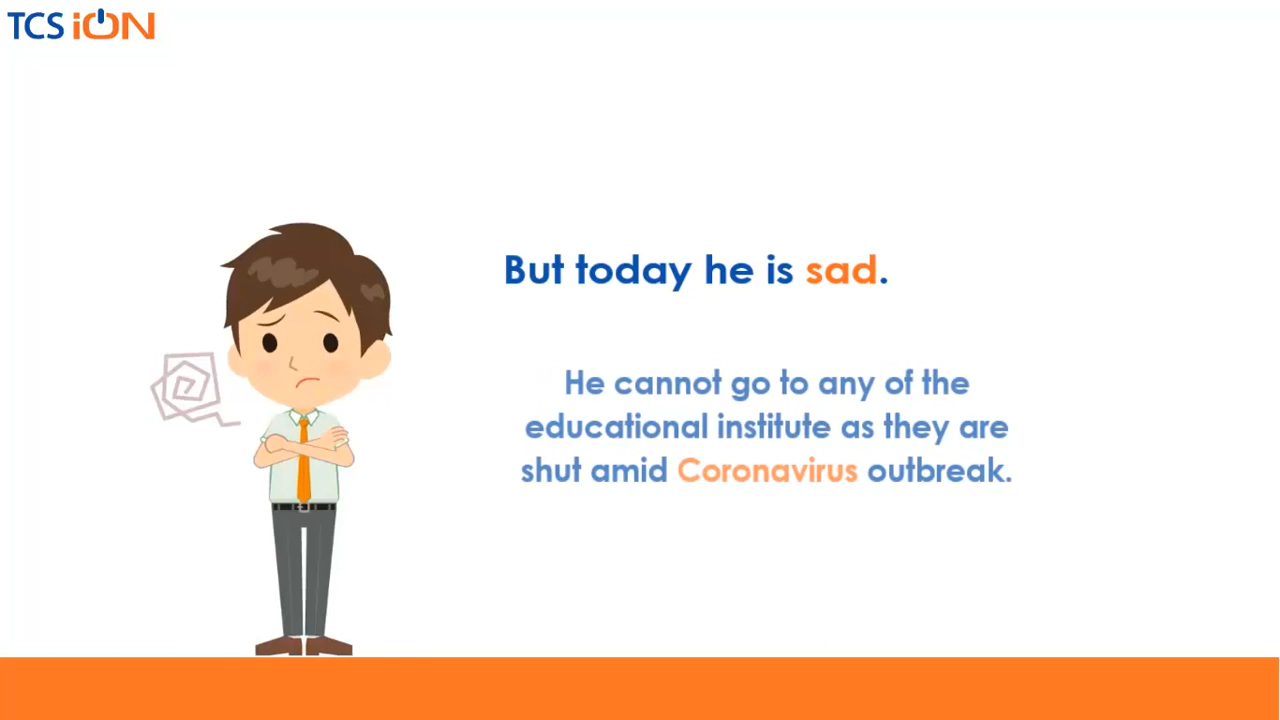 TCS iON
But today he is sad.
He cannot go to any of the
educational institute as they are
shut amid Coronavirus outbreak.